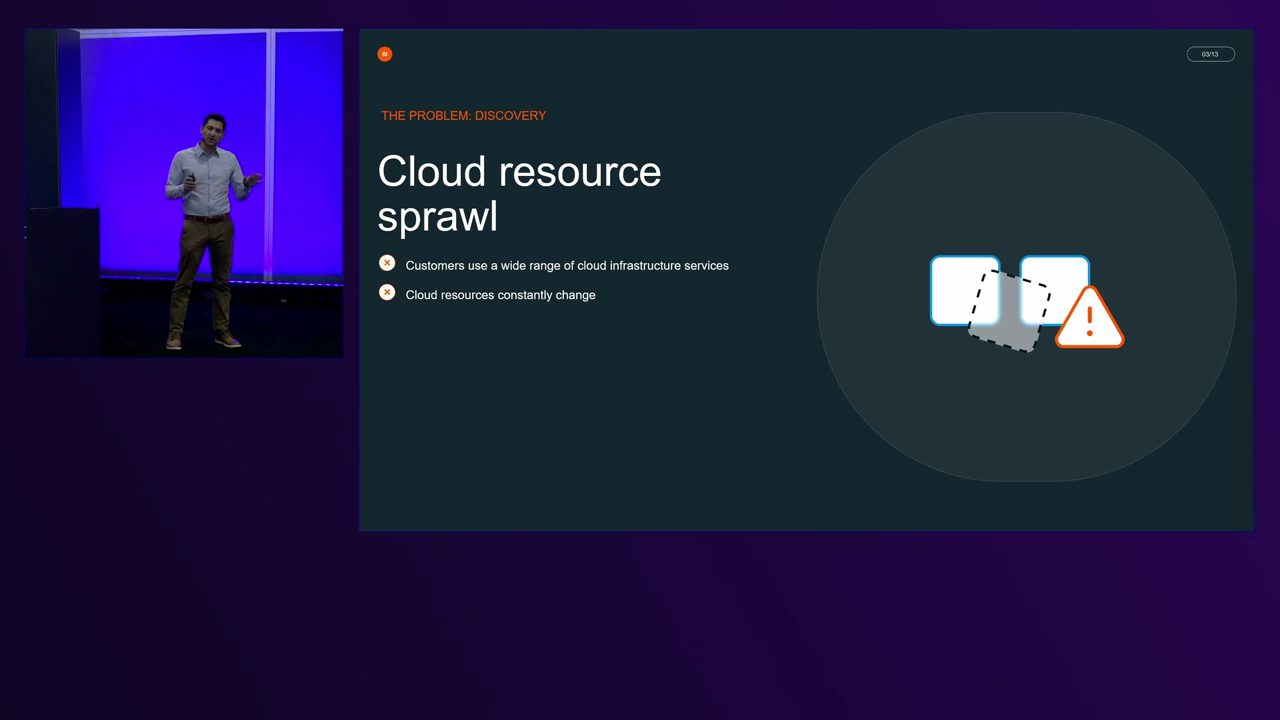 03/13
THE PROBLEM: DISCOVERY
Cloud resource
sprawl
Customers use a wide range of cloud infrastructure services
Cloud resources constantly change